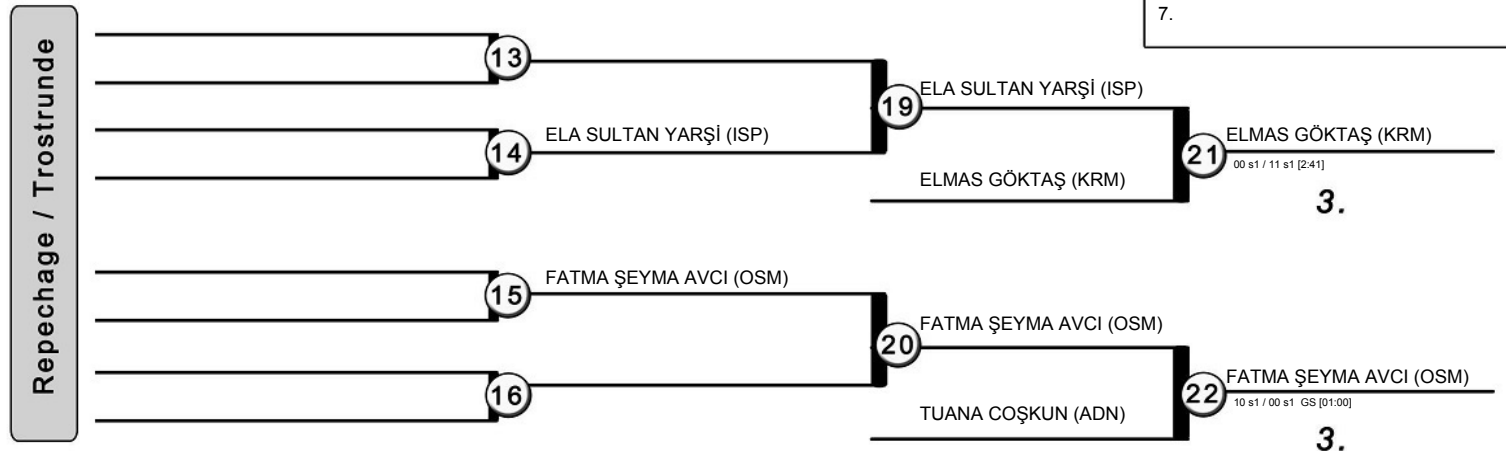 Repechage / Trostrunde
7.
13
ELA SULTAN YARŞİ (ISP)
19
14
ELA SULTAN YARŞİ (ISP)
ELMAS GÖKTAŞ (KRM)
21
ELMAS GÖKTAŞ (KRM)
00 s1 / 11 s1 [2:41]
3.
15
FATMA ŞEYMA AVCI (OSM)
20
FATMA ŞEYMA AVCI (OSM)
16
TUANA COŞKUN (ADN)
22
FATMA ŞEYMA AVCI (OSM)
10 s1 / 00 s1 GS [01:00]
3.